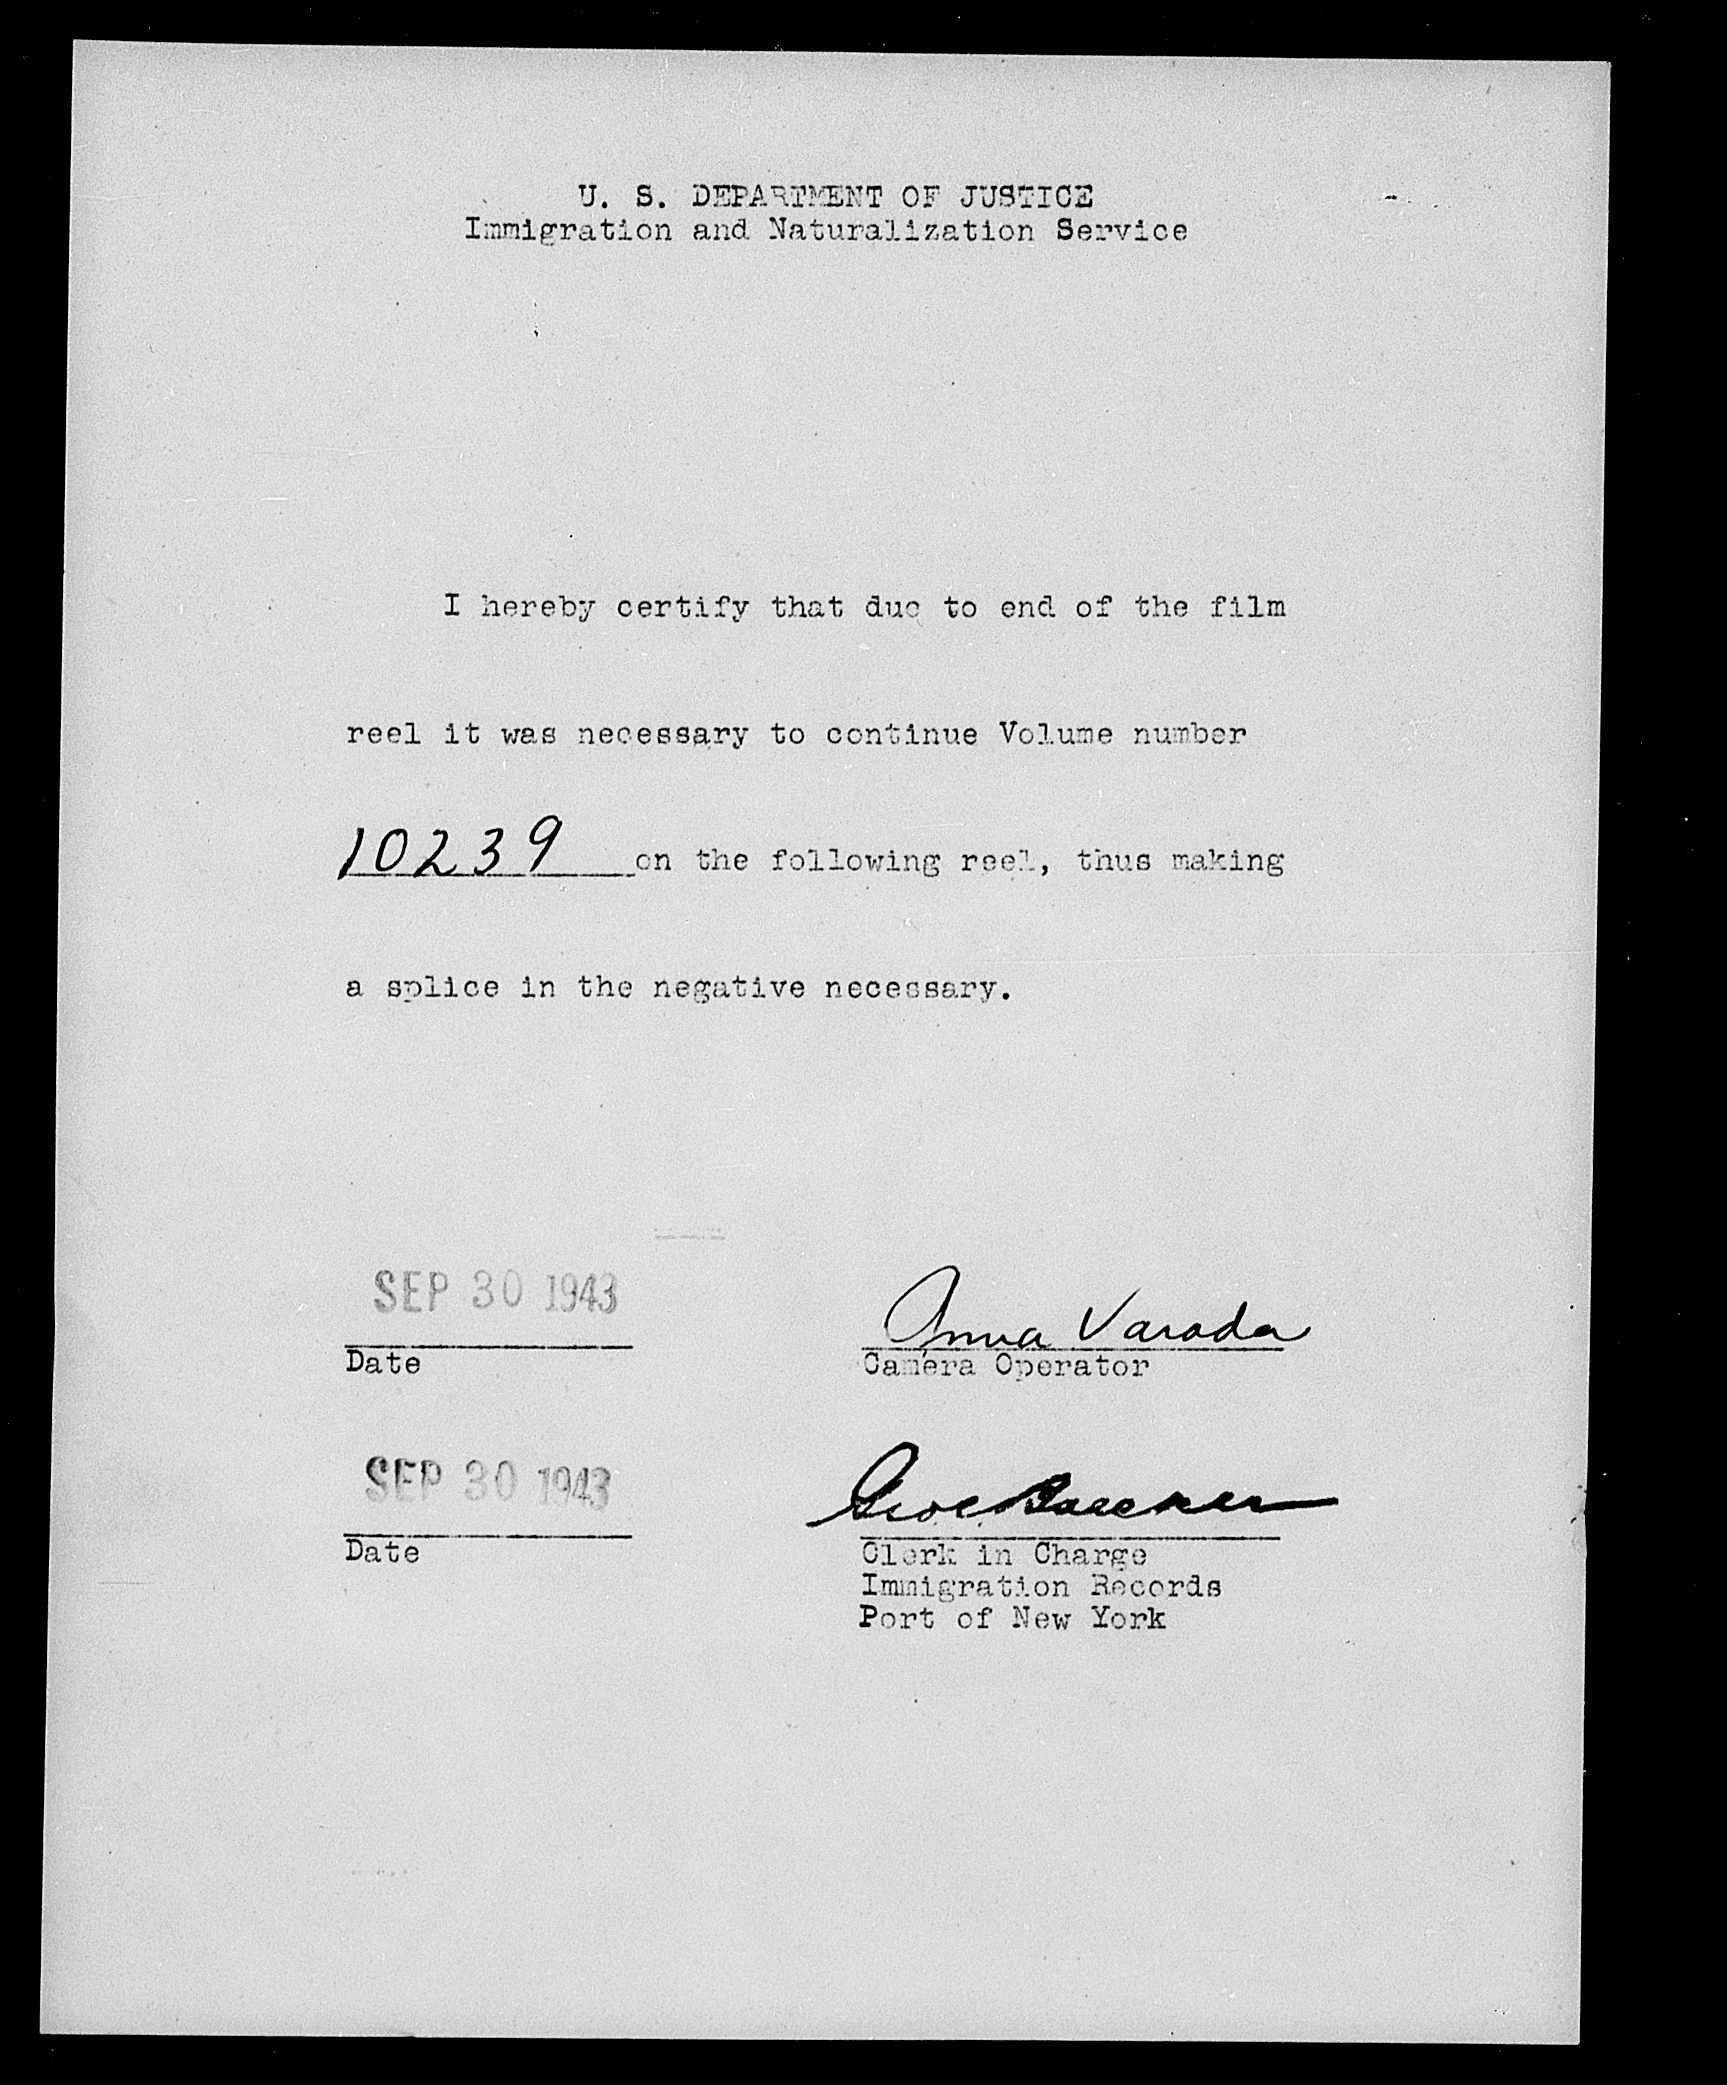 U. S. DEPARTMENT OF JUSTICE
Immigration and Naturalization Service
I hereby certify that due to end of the film
reel it was necessary to continue Volume number
10239 on the following reel, thus making
a splice in the negative necessary.
SEP 30 1943
Anna Varada
Date
Camera Operator
SEP 30 1943
Date
Clerk in Charge
Immigration Records
Port of New York